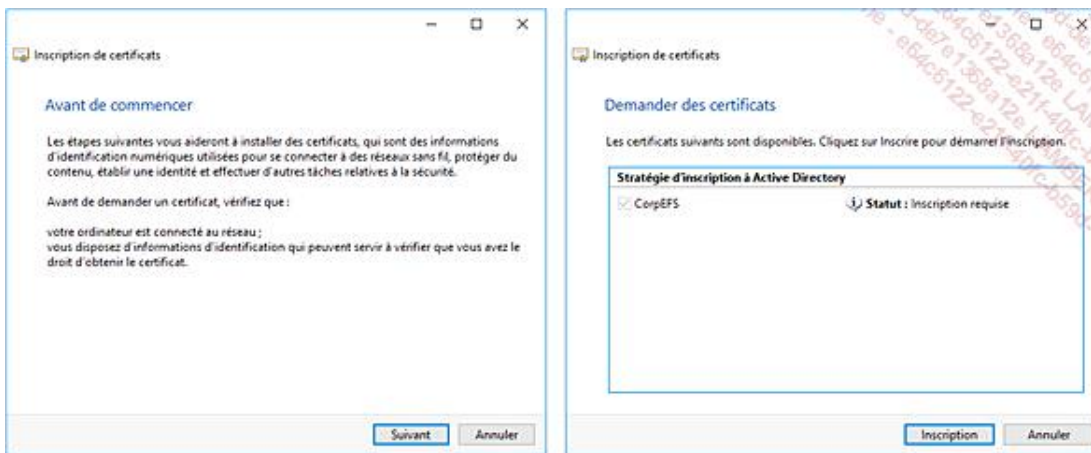 Inscription de certificats
Avant de commencer
Les étapes suivantes vous aideront à installer des certificats, qui sont des informations
d'identification numériques utilisées pour se connecter à des réseaux sans fil, protéger du
contenu, établir une identité et effectuer d'autres tâches relatives à la sécurité.
Avant de demander un certificat, vérifiez que :
votre ordinateur est connecté au réseau ;
vous disposez d'informations d'identification qui peuvent servir à vérifier que vous avez le
droit d'obtenir le certificat.
Suivant
Annuler
Inscription de certificats
Demander des certificats
Les certificats suivants sont disponibles. Cliquez sur Inscrire pour démarrer l'inscription.
Stratégie d'inscription à Active Directory
CorpEFS
Statut : Inscription requise
Inscription
Annuler